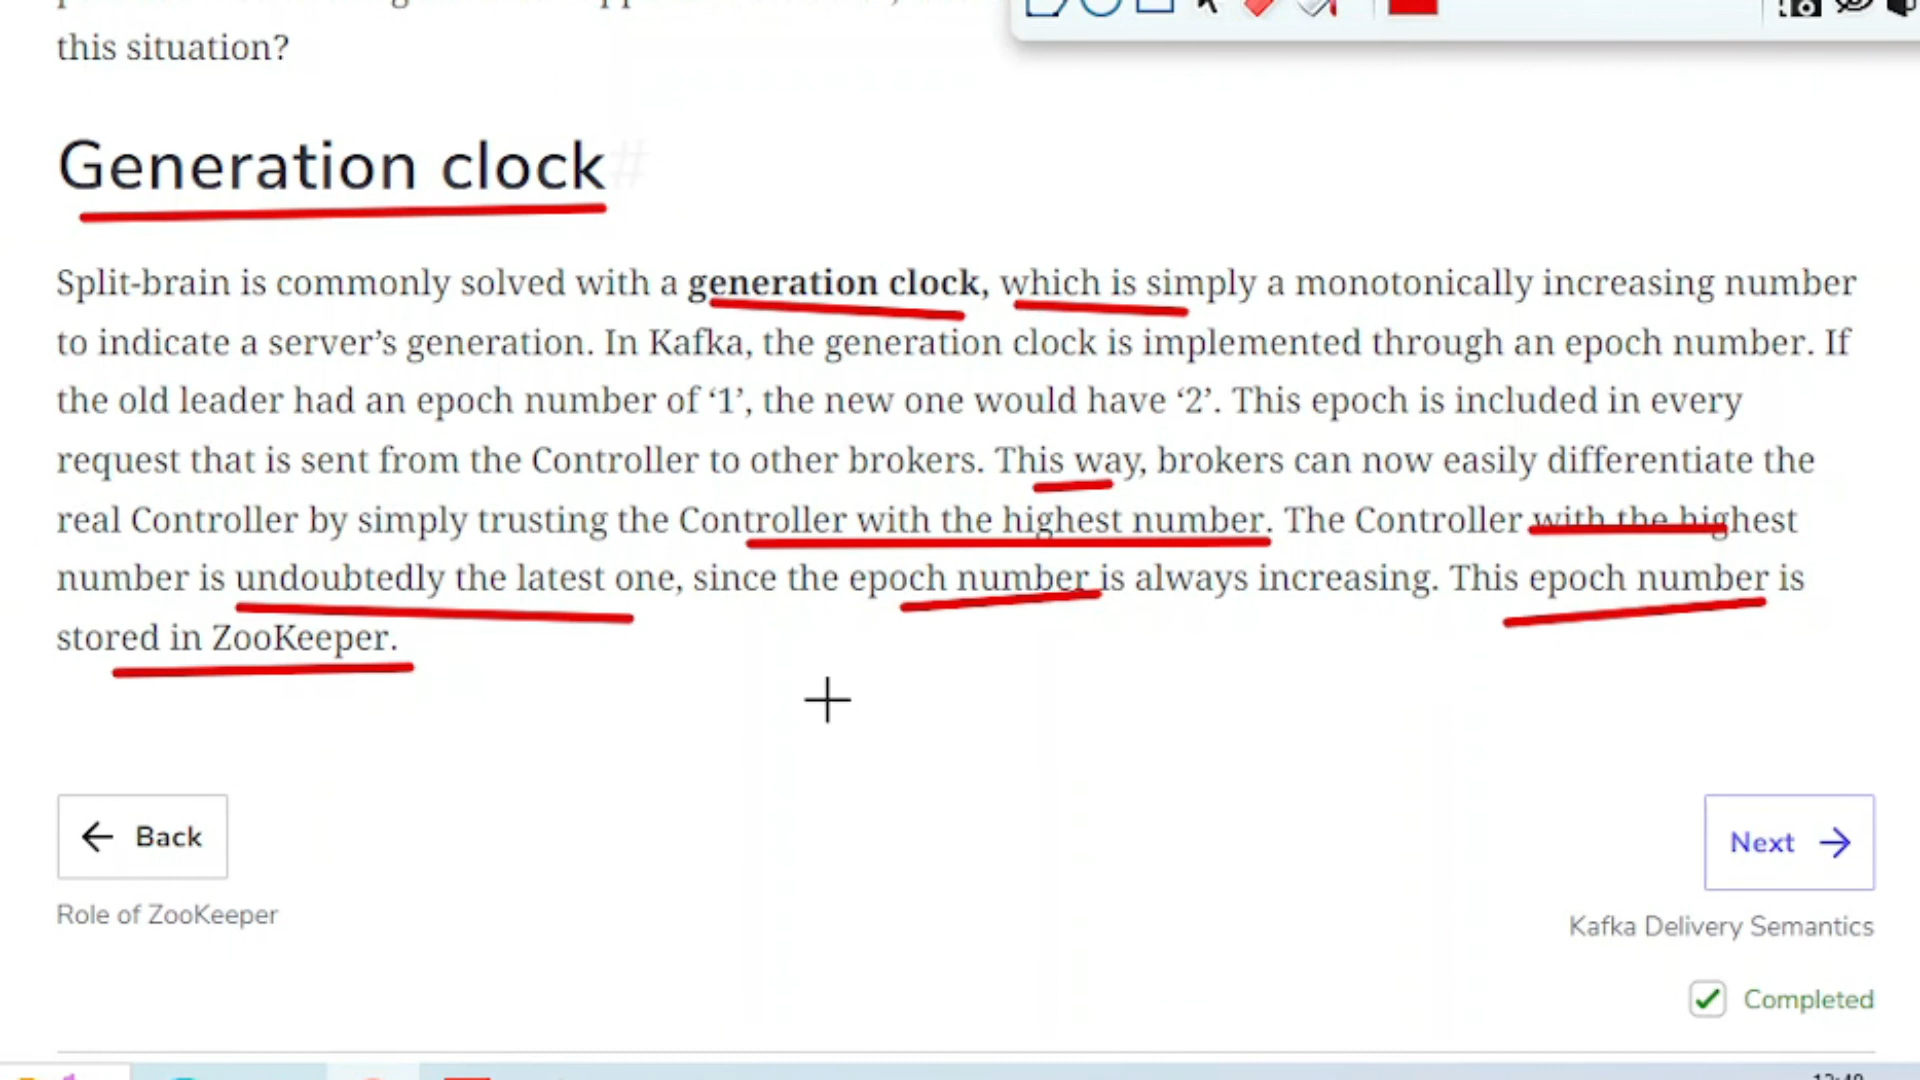 this situation?
Generation clock#
Split-brain is commonly solved with a generation clock, which is simply a monotonically increasing number
to indicate a server’s generation. In Kafka, the generation clock is implemented through an epoch number. If
the old leader had an epoch number of ‘1’, the new one would have ‘2’. This epoch is included in every
request that is sent from the Controller to other brokers. This way, brokers can now easily differentiate the
real Controller by simply trusting the Controller with the highest number. The Controller with the highest
number is undoubtedly the latest one, since the epoch number is always increasing. This epoch number is
stored in ZooKeeper.
Back
Next
Role of ZooKeeper
Kafka Delivery Semantics
Completed